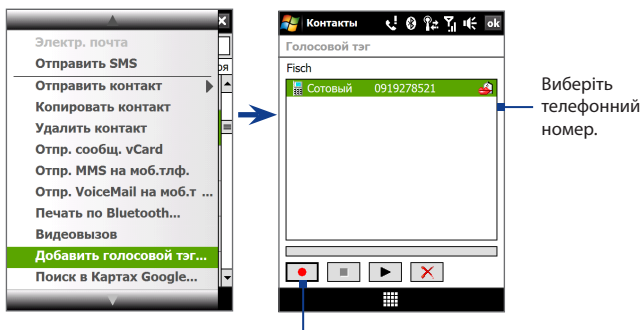 Электр. почта
Отправить SMS
Отправить контакт
Копировать контакт
Удалить контакт
Отпр. сообщ. vCard
Отпр. MMS на моб.тлф.
Отпр. VoiceMail на моб.т ...
Печать по Bluetooth...
Видеовызов
Добавить голосовой тэг...
Поиск в Картах Google...
ся
Контакты ok
Голосовой тэг
Fisch
Сотовый 0919278521
Виберіть
телефонний
номер.